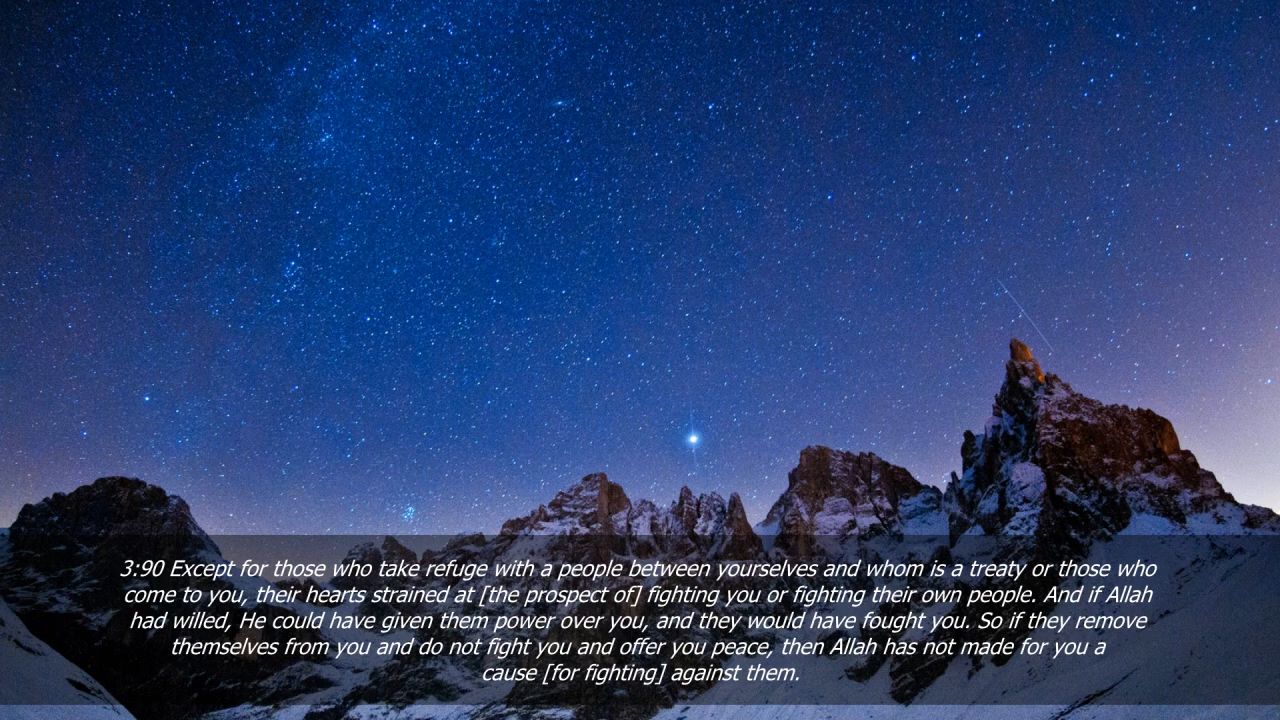 3:90 Except for those who take refuge with a people between yourselves and whom is a treaty or those who
come to you, their hearts strained at [the prospect of] fighting you or fighting their own people. And if Allah
had willed, He could have given them power over you, and they would have fought you. So if they remove
themselves from you and do not fight you and offer you peace, then Allah has not made for you a
cause [for fighting] against them.